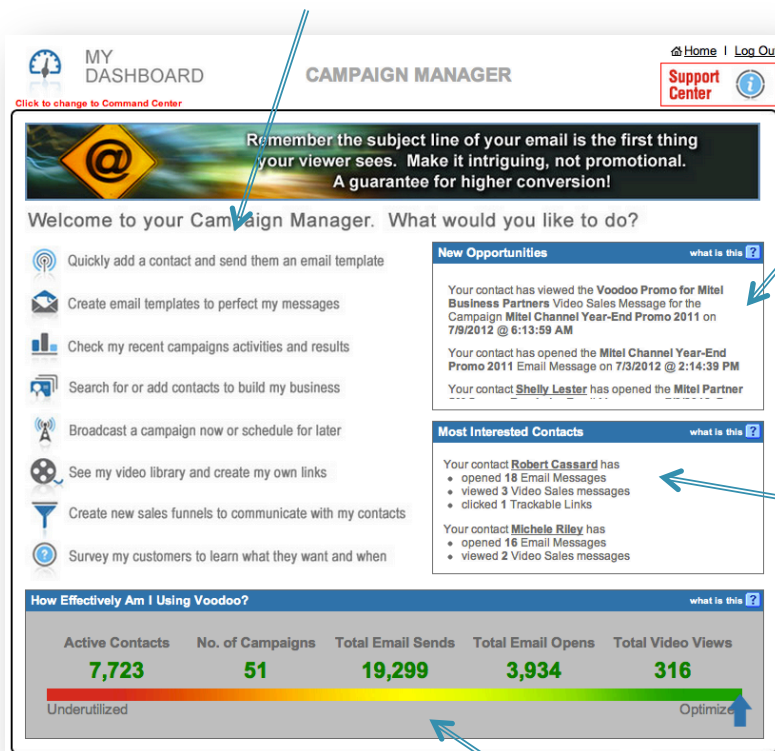 MY
DASHBOARD
CAMPAIGN MANAGER
Home | Log Out
Support
Center
Click to change to Command Center
Remember the subject line of your email is the first thing
your viewer sees. Make it intriguing, not promotional.
A guarantee for higher conversion!
Welcome to your Campaign Manager. What would you like to do?
Quickly add a contact and send them an email template
Create email templates to perfect my messages
Check my recent campaigns activities and results
Search for or add contacts to build my business
Broadcast a campaign now or schedule for later
See my video library and create my own links
Create new sales funnels to communicate with my contacts
Survey my customers to learn what they want and when
New Opportunities what is this ?
Your contact has viewed the Voodoo Promo for Mitel
Business Partners Video Sales Message for the
Campaign Mitel Channel Year-End Promo 2011 on
7/9/2012 @ 6:13:59 AM
Your contact has opened the Mitel Channel Year-End
Promo 2011 Email Message on 7/3/2012 @ 2:14:39 PM
Your contact Shelly Lester has opened the Mitel Partner
Most Interested Contacts what is this ?
Your contact Robert Cassard has
• opened 18 Email Messages
• viewed 3 Video Sales messages
• clicked 1 Trackable Links
Your contact Michele Riley has
• opened 16 Email Messages
• viewed 2 Video Sales messages
How Effectively Am I Using Voodoo? what is this ?
Active Contacts No. of Campaigns Total Email Sends Total Email Opens Total Video Views
7,723 51 19,299 3,934 316
Underutilized Optimize